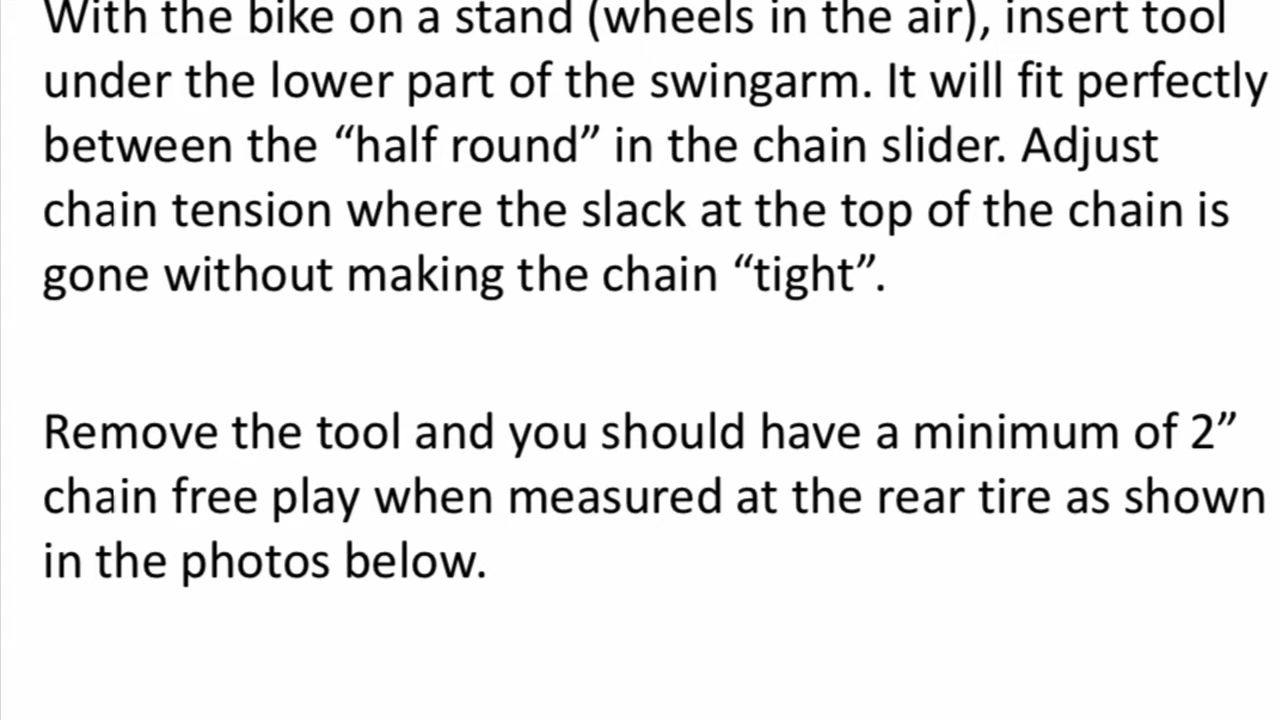 With the bike on a stand (wheels in the air), insert tool
under the lower part of the swingarm. It will fit perfectly
between the “half round” in the chain slider. Adjust
chain tension where the slack at the top of the chain is
gone without making the chain “tight”.
Remove the tool and you should have a minimum of 2”
chain free play when measured at the rear tire as shown
in the photos below.